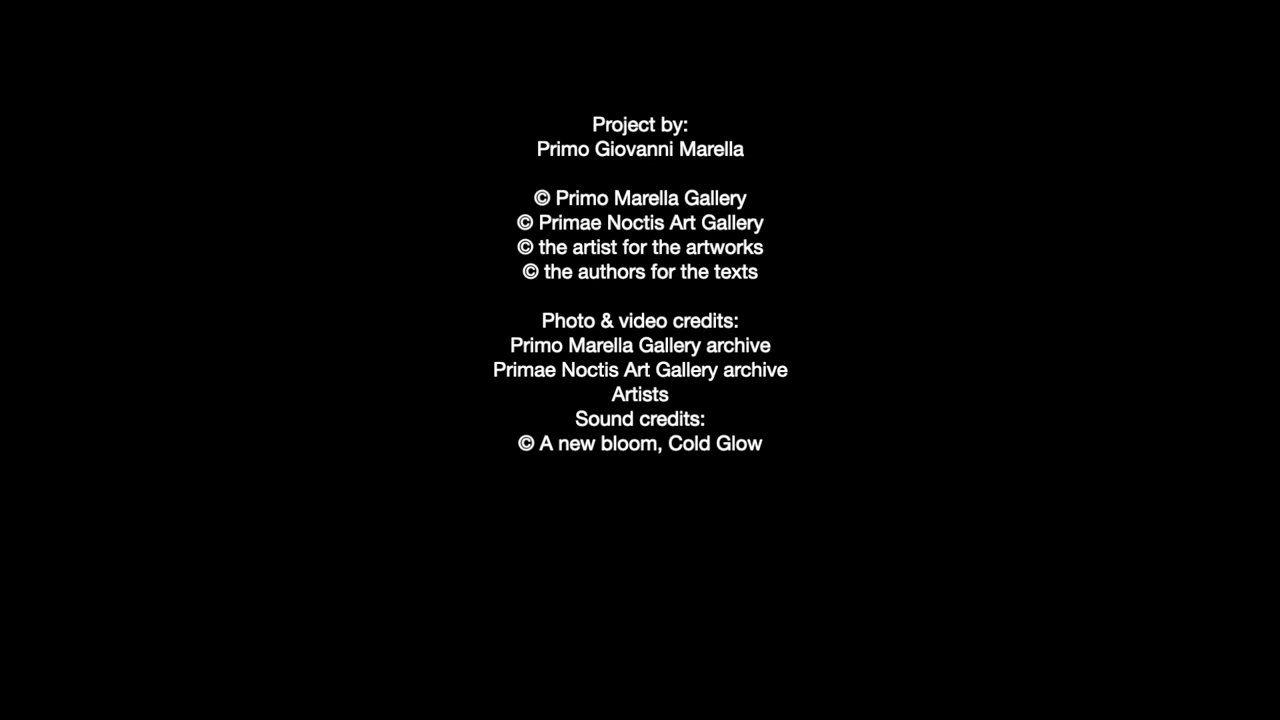 Project by:
Primo Giovanni Marella
© Primo Marella Gallery
© Primae Noctis Art Gallery
© the artist for the artworks
© the authors for the texts
Photo & video credits:
Primo Marella Gallery archive
Primae Noctis Art Gallery archive
Artists
Sound credits:
© A new bloom, Cold Glow